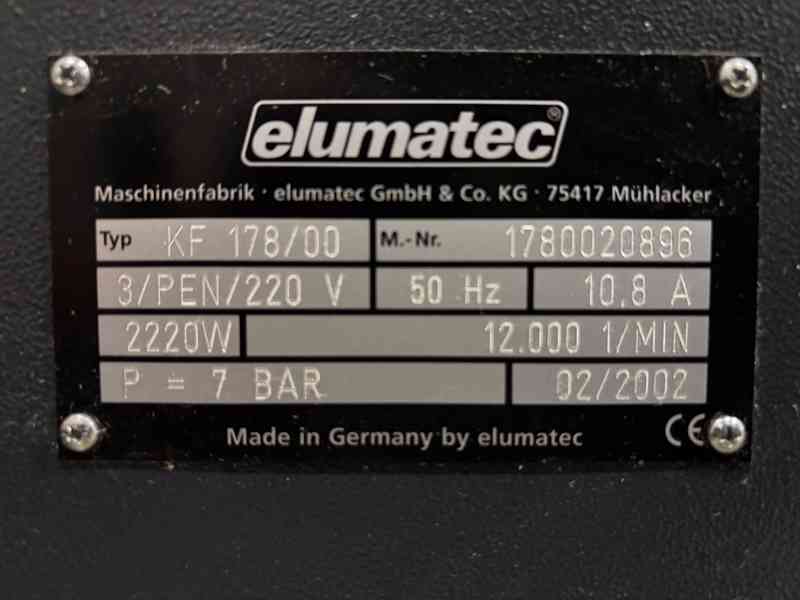 elumatec®
Maschinenfabrik · elumatec GmbH & Co. KG · 75417 Mühlacker
Typ KF 178/00 M.-Nr. 1780020896
3/PEN/220 V 50 Hz 10,8 A
2220W 12.000 1/MIN
P = 7 BAR 02/2002
Made in Germany by elumatec CE